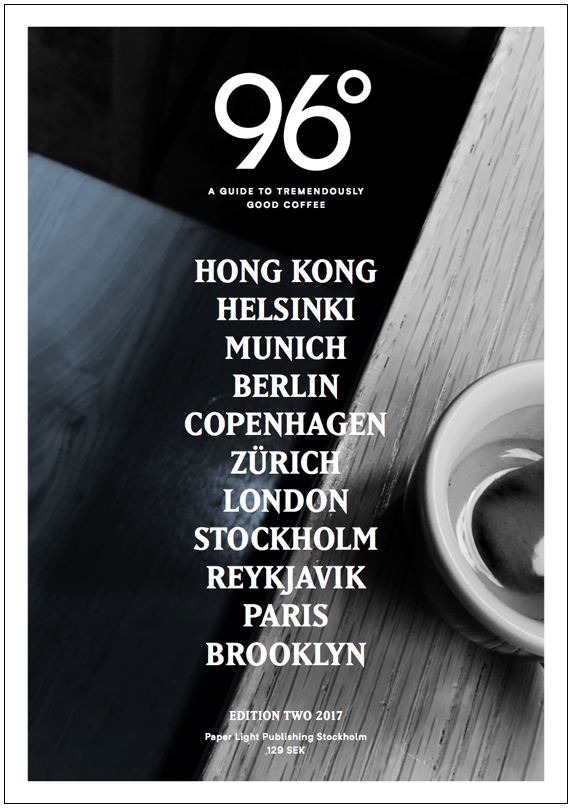 96°
A GUIDE TO TREMENDOUSLY
GOOD COFFEE
HONG KONG
HELSINKI
MUNICH
BERLIN
COPENHAGEN
ZÜRICH
LONDON
STOCKHOLM
REYKJAVIK
PARIS
BROOKLYN
EDITION TWO 2017
Paper Light Publishing Stockholm
129 SEK